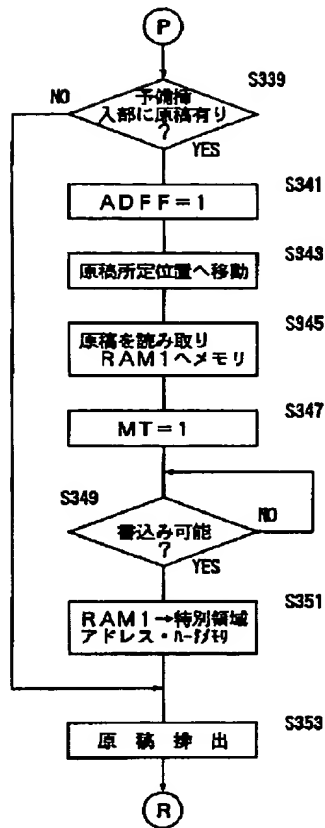 P
S339
予備挿
入部に原稿有り
?
NO
YES
S341
ADFF=1
S343
原稿所定位置へ移動
S345
原稿を読み取り
RAM1へメモリ
S347
MT=1
S349
書込み可能
?
NO
YES
S351
RAM1→特別領域
アドレス・ハードメモリ
S353
原稿排出
R